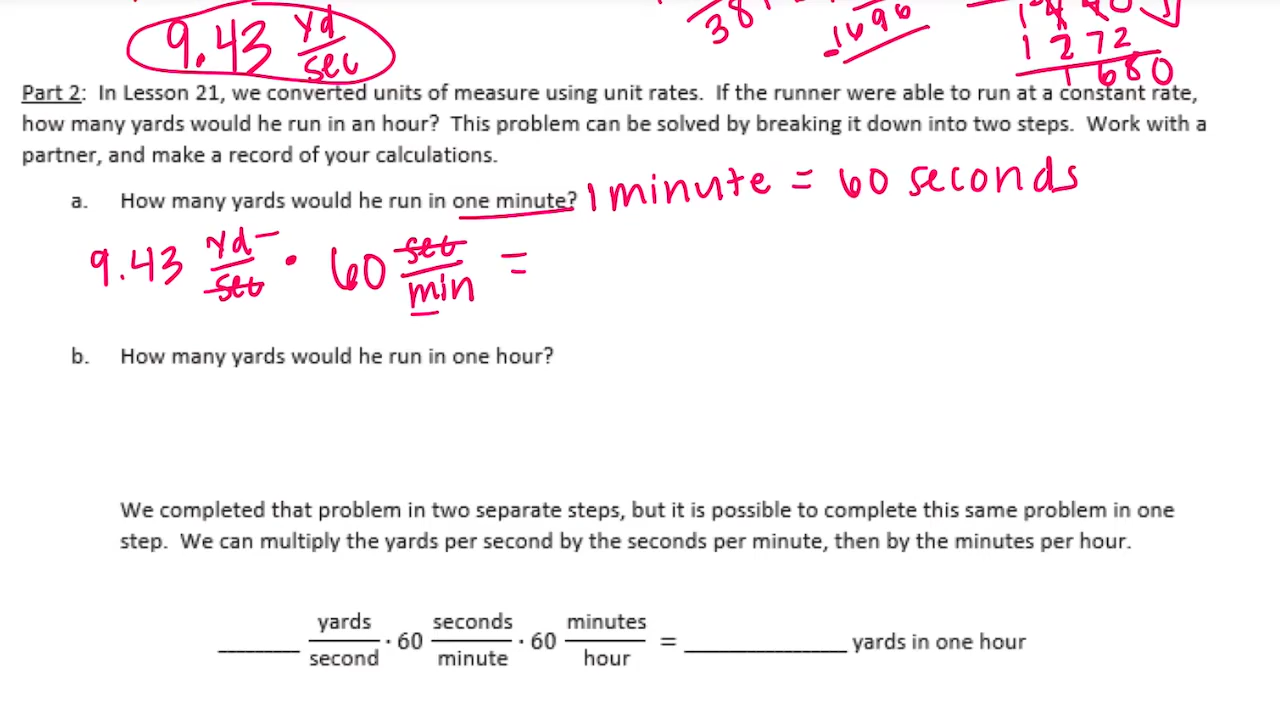 9.43 yd/sec
38
-1696
1272
1680
Part 2: In Lesson 21, we converted units of measure using unit rates. If the runner were able to run at a constant rate,
how many yards would he run in an hour? This problem can be solved by breaking it down into two steps. Work with a
partner, and make a record of your calculations.
a. How many yards would he run in one minute? 1 minute = 60 seconds
9.43 yd/sec · 60 sec/min =
b. How many yards would he run in one hour?
We completed that problem in two separate steps, but it is possible to complete this same problem in one
step. We can multiply the yards per second by the seconds per minute, then by the minutes per hour.
______ yards/second · 60 seconds/minute · 60 minutes/hour = ____________ yards in one hour